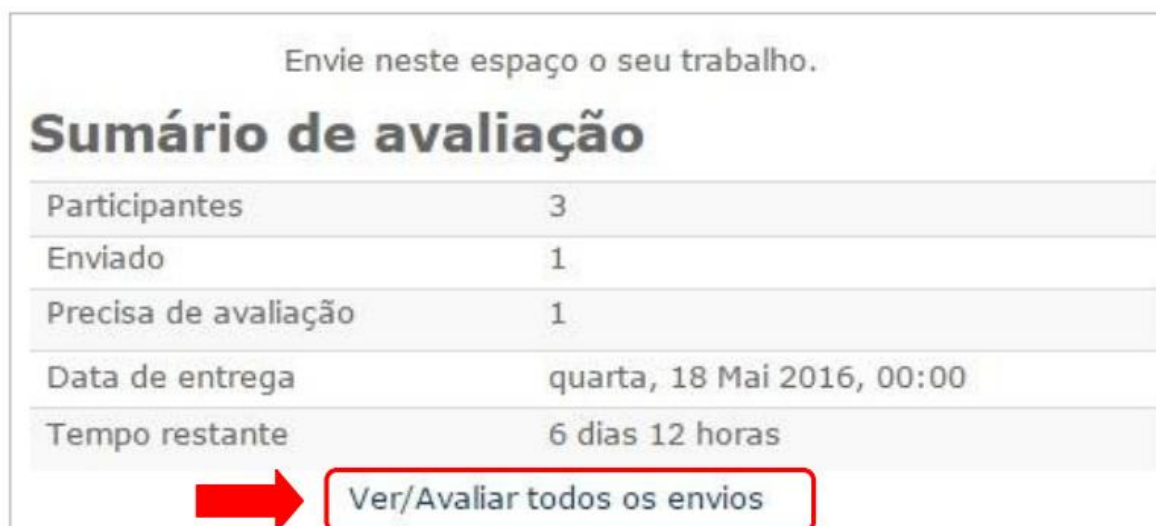 Envie neste espaço o seu trabalho.
Sumário de avaliação
Participantes 3
Enviado 1
Precisa de avaliação 1
Data de entrega quarta, 18 Mai 2016, 00:00
Tempo restante 6 dias 12 horas
Ver/Avaliar todos os envios